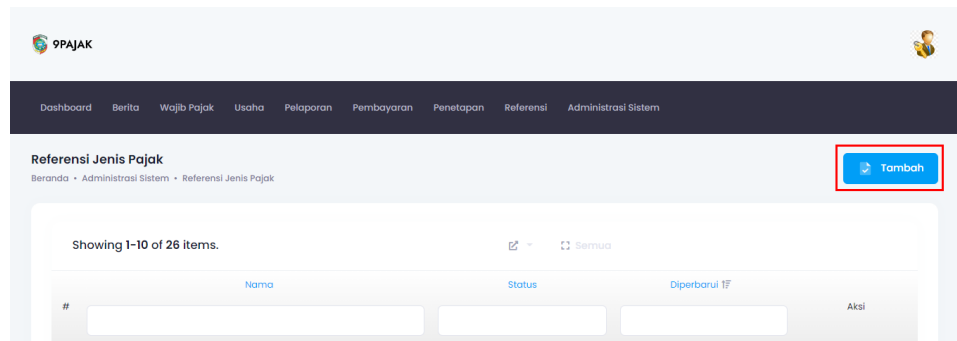 9PAJAK
Dashboard Berita Wajib Pajak Usaha Pelaporan Pembayaran Penetapan Referensi Administrasi Sistem
Referensi Jenis Pajak
Beranda • Administrasi Sistem • Referensi Jenis Pajak
Tambah
Showing 1-10 of 26 items.
Semua
Nama Status Diperbarui
# Aksi